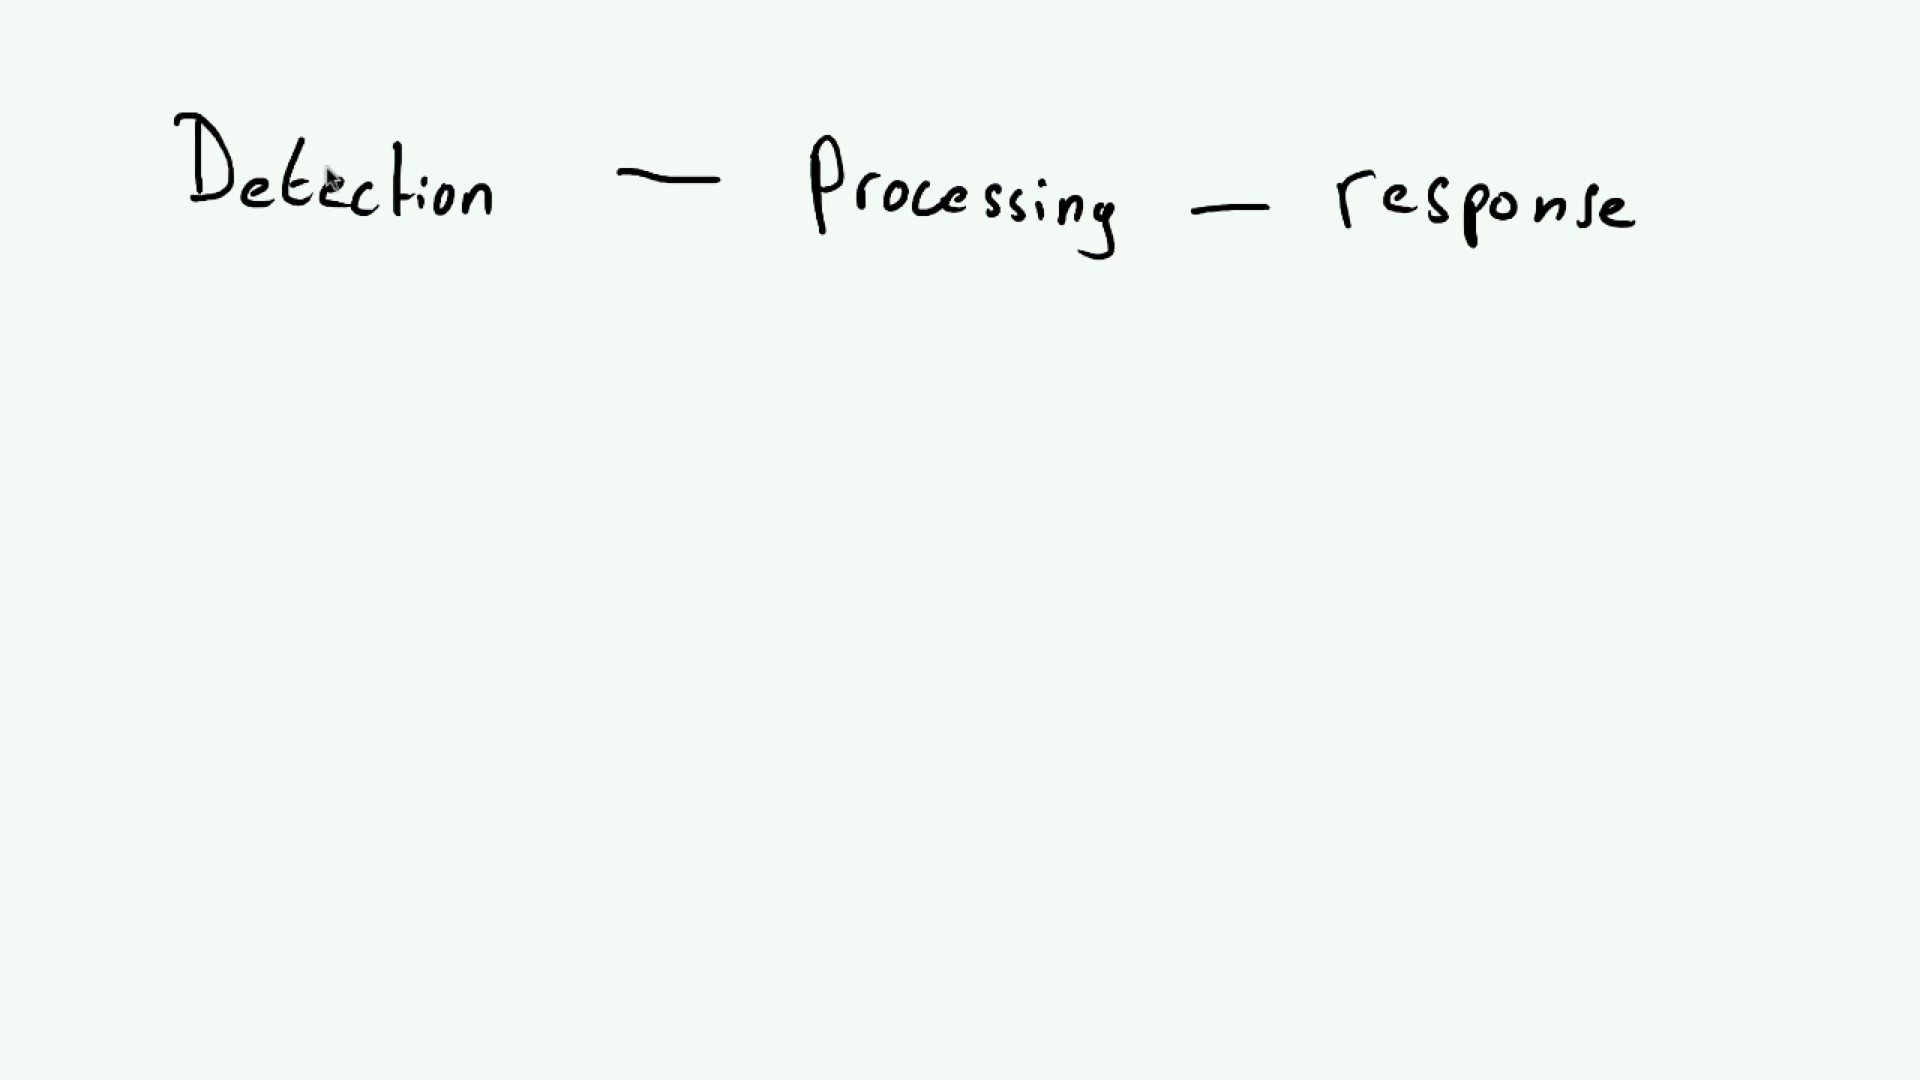 Detection — Processing — response